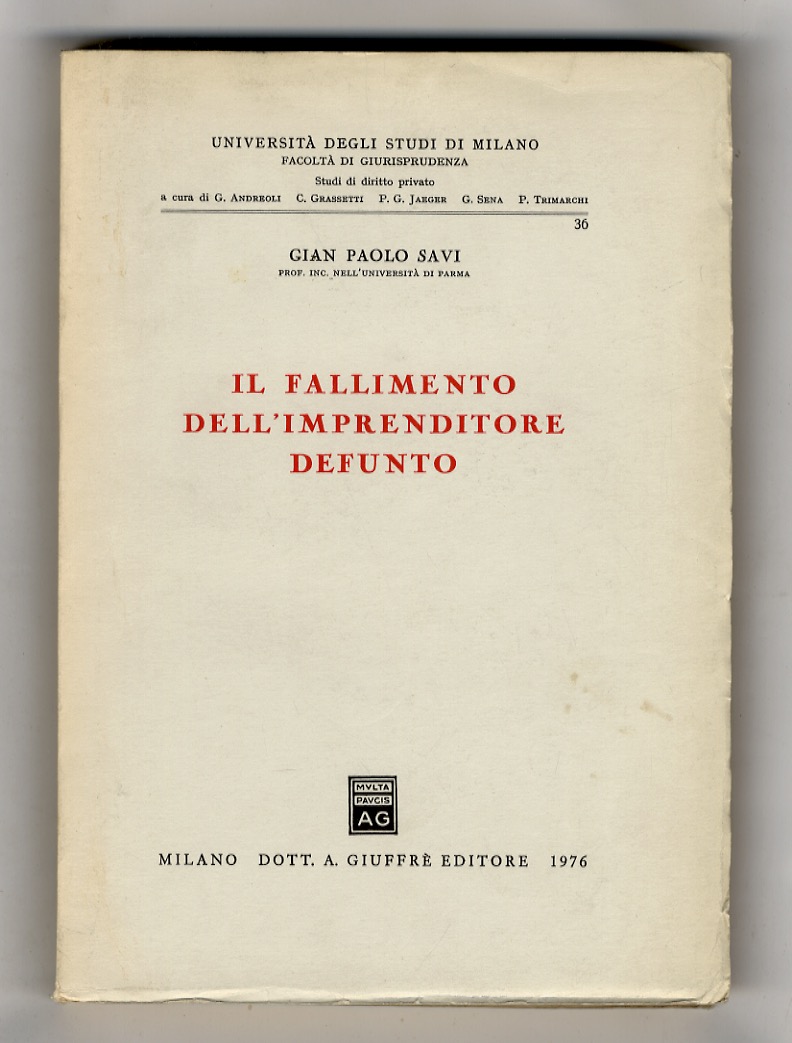 UNIVERSITÀ DEGLI STUDI DI MILANO
FACOLTÀ DI GIURISPRUDENZA
Studi di diritto privato
a cura di G. ANDREOLI C. GRASSETTI P. G. JAEGER G. SENA P. TRIMARCHI
36
GIAN PAOLO SAVI
PROF. INC. NELL'UNIVERSITÀ DI PARMA
IL FALLIMENTO
DELL'IMPRENDITORE
DEFUNTO
MVLTA
PAVCIS
AG
MILANO DOTT. A. GIUFFRÈ EDITORE 1976